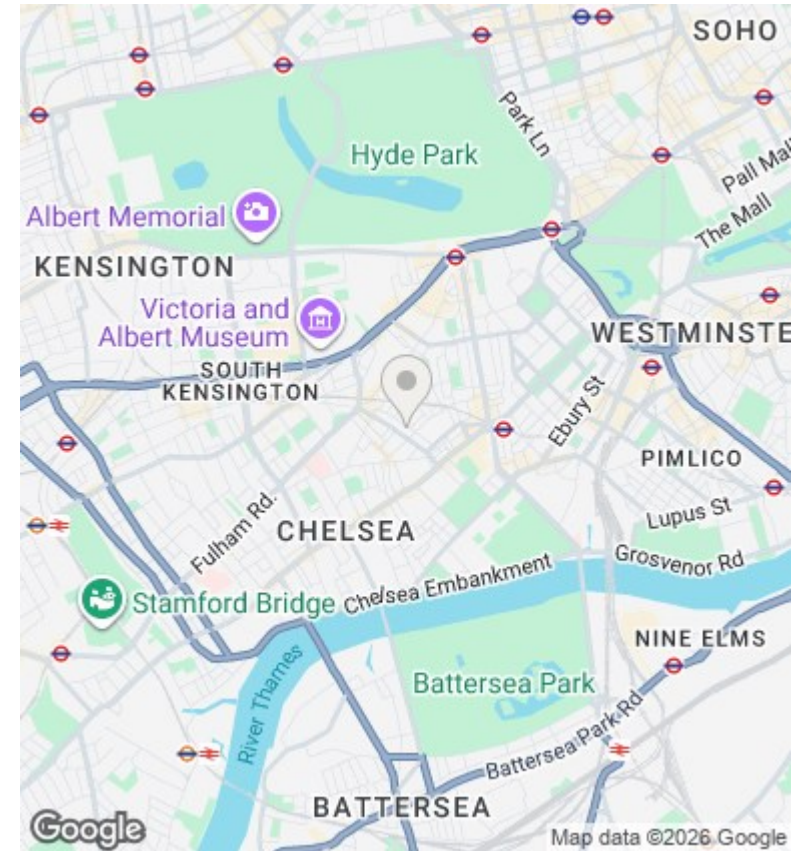 SOHO
Park Ln
Hyde Park
Pall Mall
The Mall
Albert Memorial
KENSINGTON
Victoria and
Albert Museum
WESTMINSTE
SOUTH
KENSINGTON
Ebury St
PIMLICO
Lupus St
Fulham Rd.
CHELSEA
Grosvenor Rd
Chelsea Embankment
Stamford Bridge
NINE ELMS
River Thames
Battersea Park
Battersea Park Rd
BATTERSEA
Google
Map data ©2026 Google